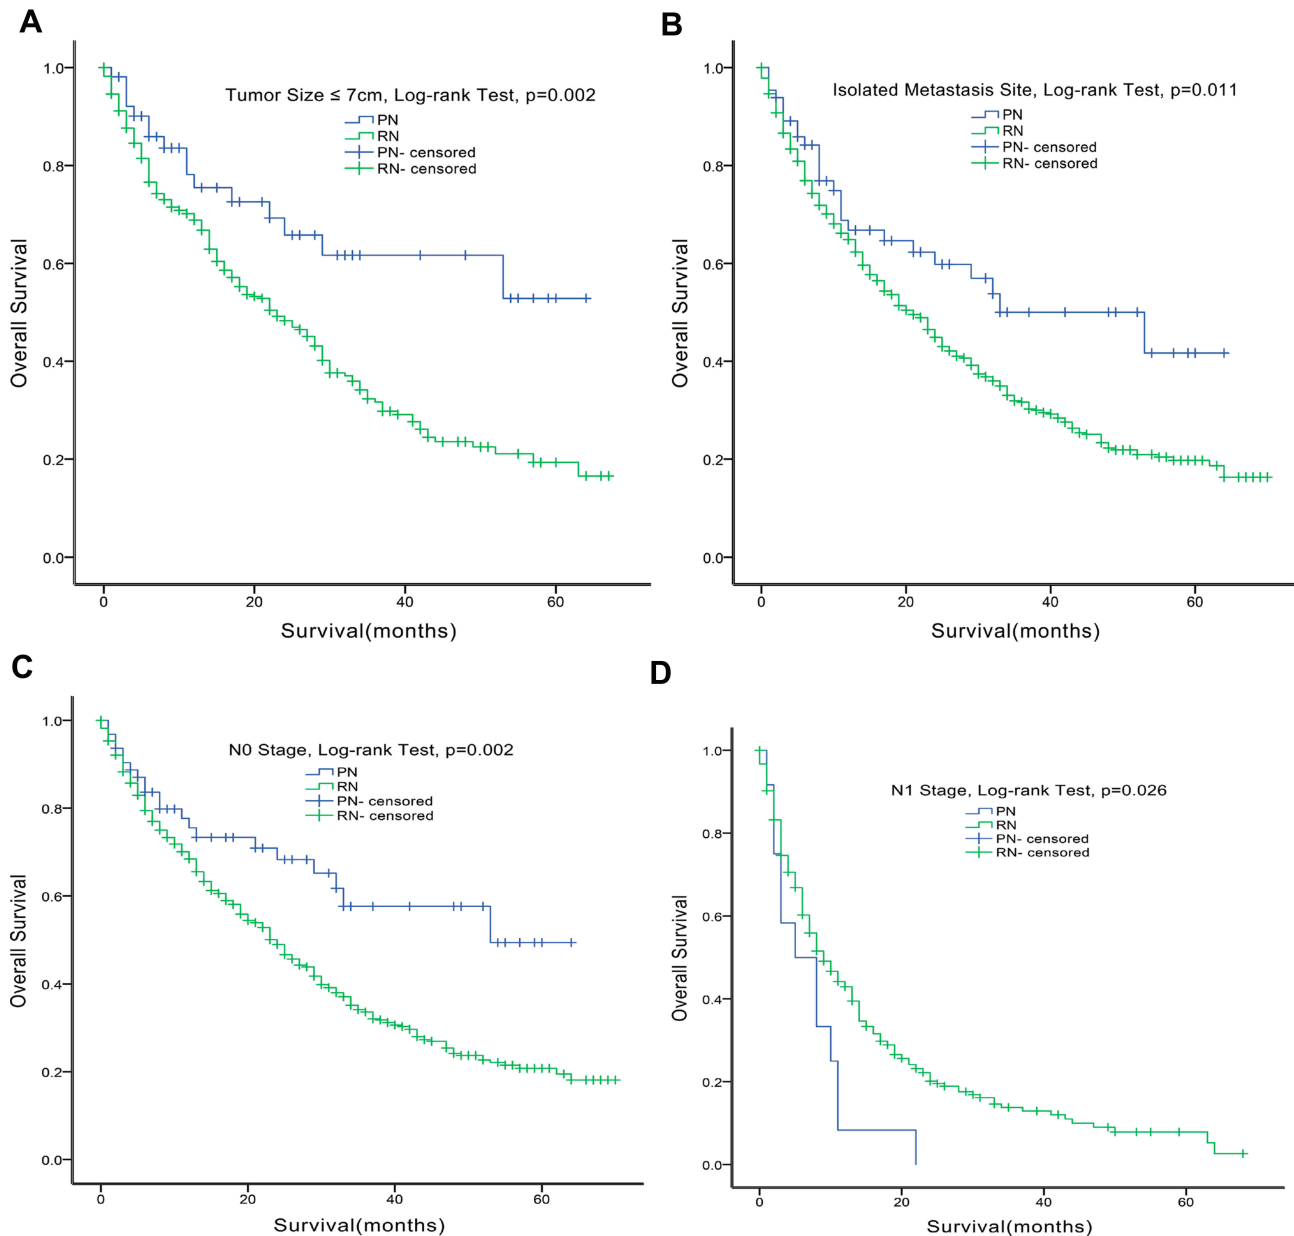 A
Tumor Size ≤ 7cm, Log-rank Test, p=0.002
PN
RN
PN- censored
RN- censored
1.0
0.8
0.6
0.4
0.2
0.0
Overall Survival
0 20 40 60
Survival(months)
B
Isolated Metastasis Site, Log-rank Test, p=0.011
PN
RN
PN- censored
RN- censored
1.0
0.8
0.6
0.4
0.2
0.0
Overall Survival
0 20 40 60
Survival(months)
C
N0 Stage, Log-rank Test, p=0.002
PN
RN
PN- censored
RN- censored
1.0
0.8
0.6
0.4
0.2
0.0
Overall Survival
0 20 40 60
Survival(months)
D
N1 Stage, Log-rank Test, p=0.026
PN
RN
PN- censored
RN- censored
1.0
0.8
0.6
0.4
0.2
0.0
Overall Survival
0 20 40 60
Survival(months)